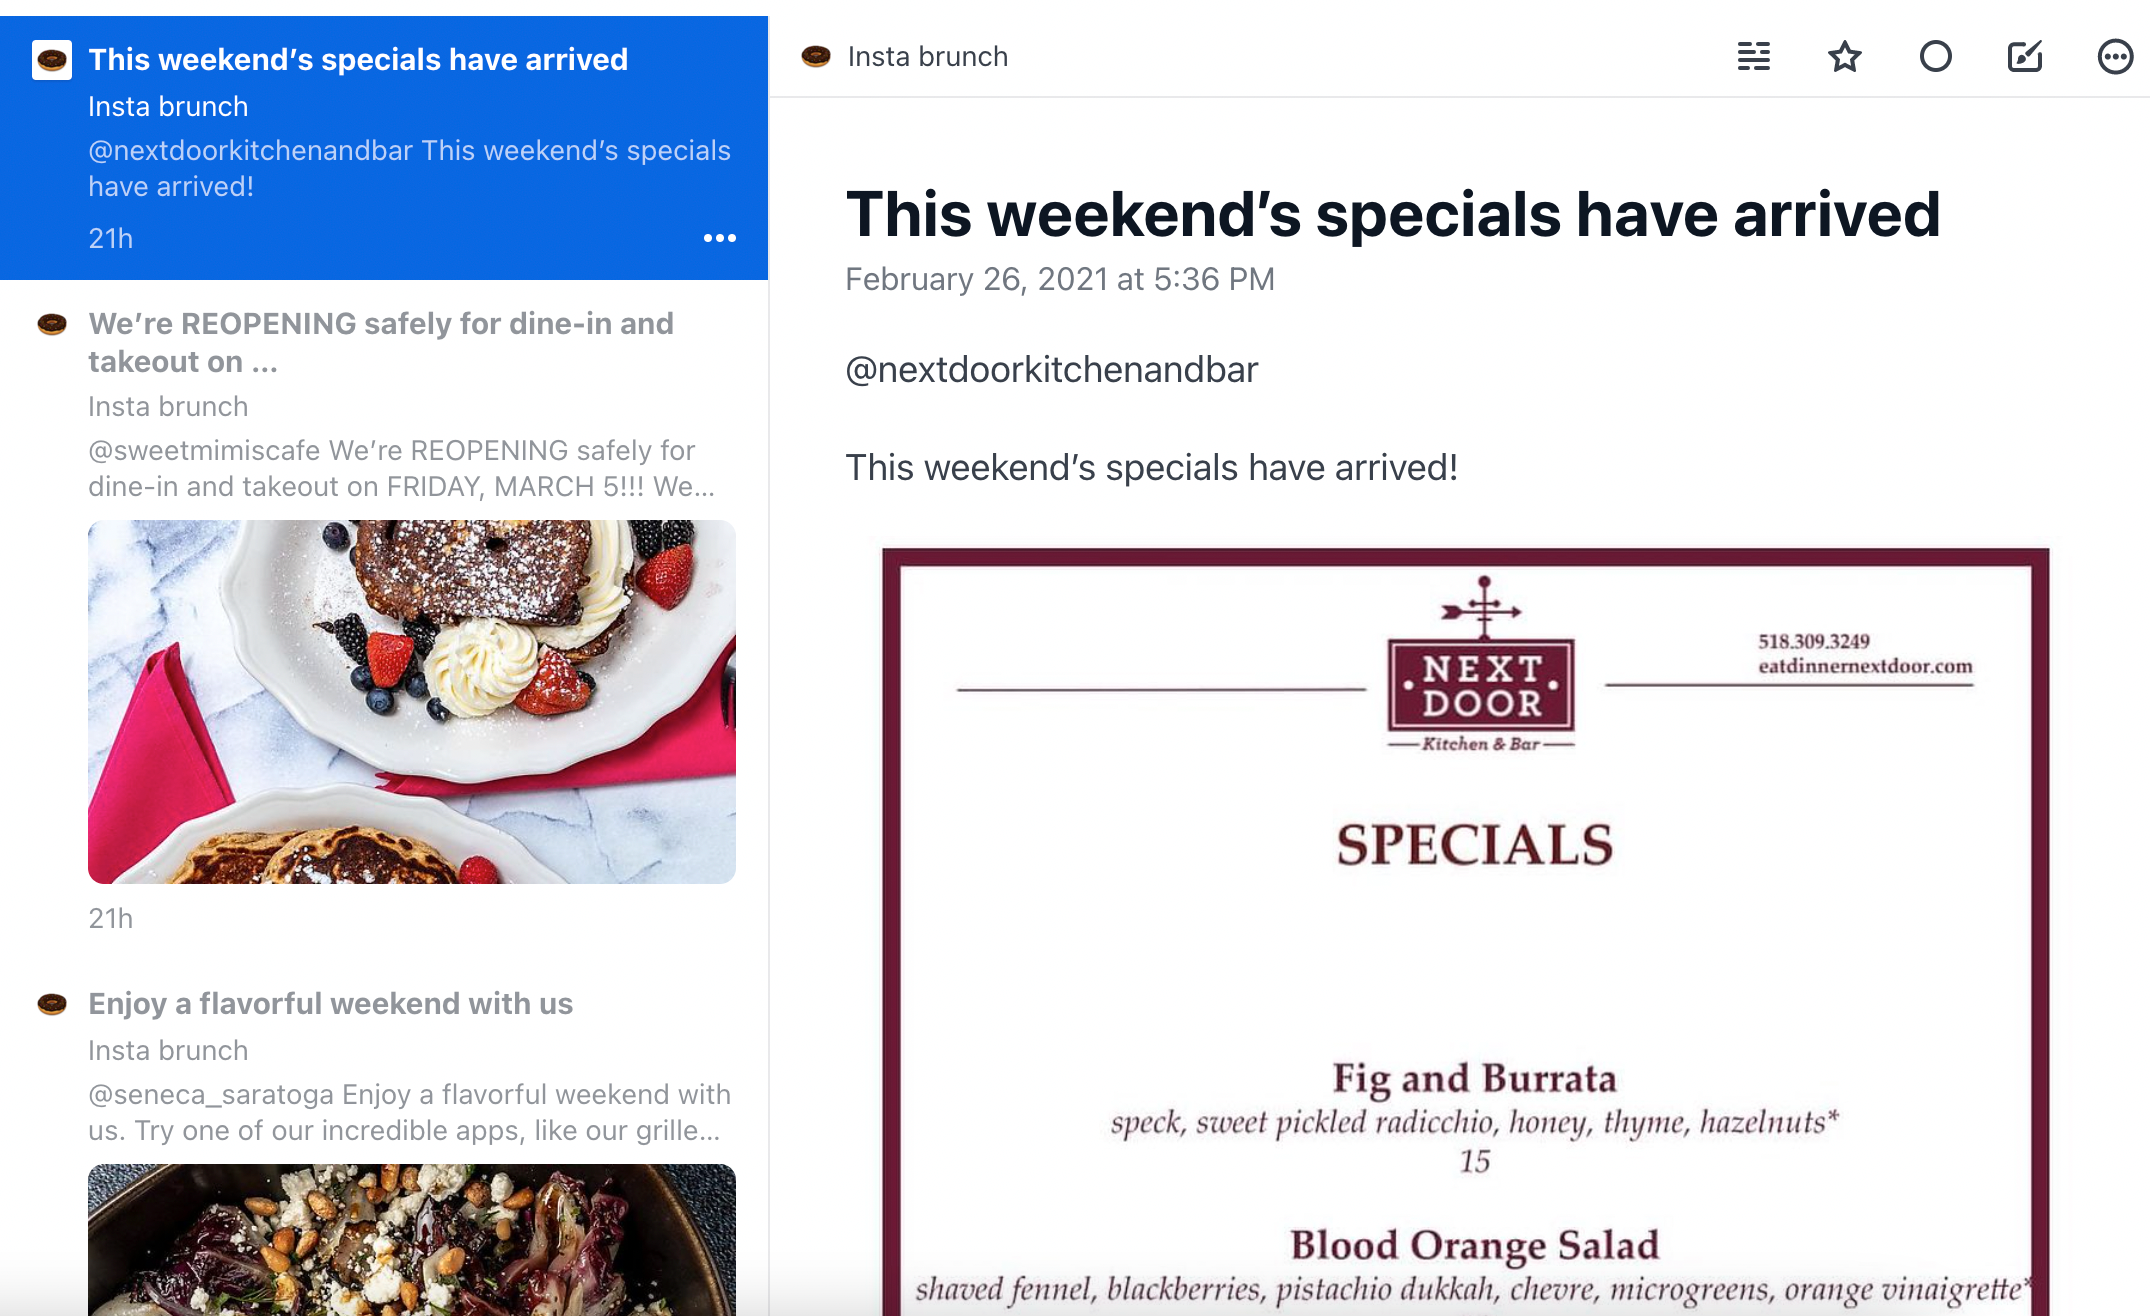 This weekend’s specials have arrived
Insta brunch
@nextdoorkitchenandbar This weekend’s specials
have arrived!
21h
We’re REOPENING safely for dine-in and
takeout on ...
Insta brunch
@sweetmimiscafe We’re REOPENING safely for
dine-in and takeout on FRIDAY, MARCH 5!!! We...
21h
Enjoy a flavorful weekend with us
Insta brunch
@seneca_saratoga Enjoy a flavorful weekend with
us. Try one of our incredible apps, like our grille...
Insta brunch
This weekend’s specials have arrived
February 26, 2021 at 5:36 PM
@nextdoorkitchenandbar
This weekend’s specials have arrived!
NEXT
DOOR
Kitchen & Bar
518.309.3249
eatdinnernextdoor.com
SPECIALS
Fig and Burrata
speck, sweet pickled radicchio, honey, thyme, hazelnuts*
15
Blood Orange Salad
shaved fennel, blackberries, pistachio dukkah, chevre, microgreens, orange vinaigrette*